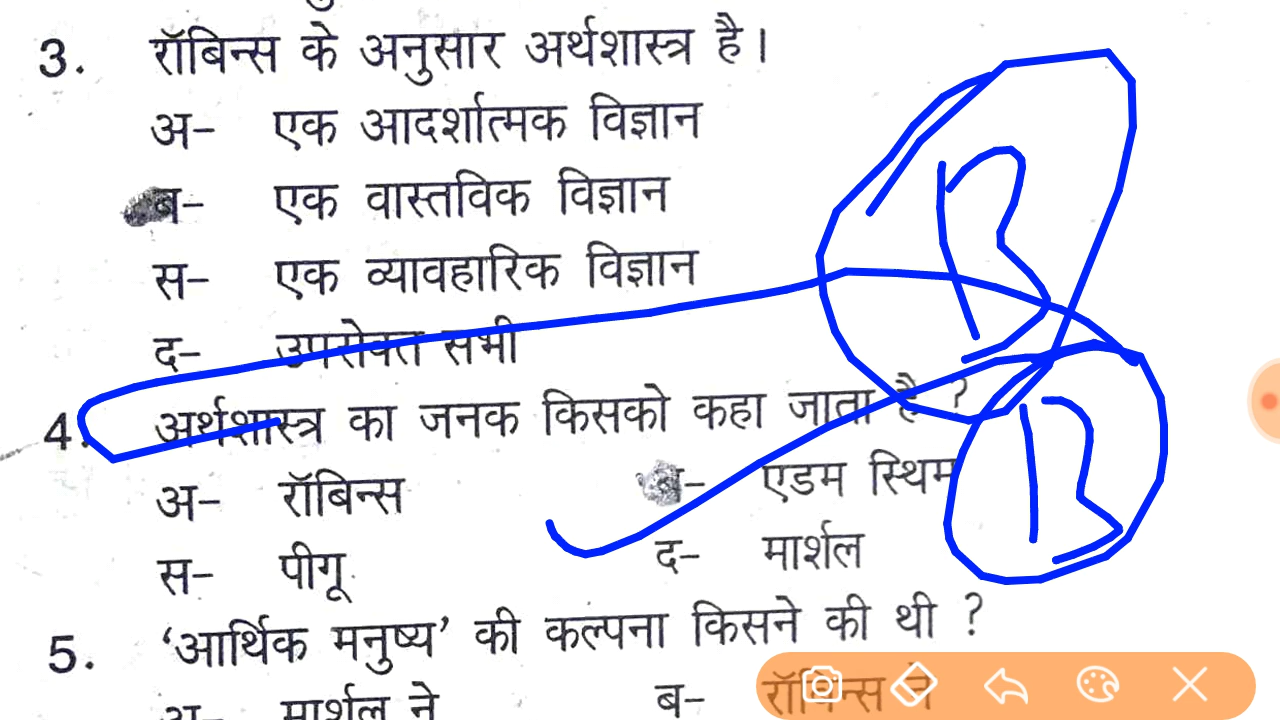 3. रॉबिन्स के अनुसार अर्थशास्त्र है।
अ- एक आदर्शात्मक विज्ञान
ब- एक वास्तविक विज्ञान
स- एक व्यावहारिक विज्ञान
द- उपरोक्त सभी
4. अर्थशास्त्र का जनक किसको कहा जाता है ?
अ- रॉबिन्स ब- एडम स्थिम
स- पीगू द- मार्शल
5. ‘आर्थिक मनुष्य’ की कल्पना किसने की थी ?
अ- मार्शल ने ब- रॉबिन्स ने
B
B